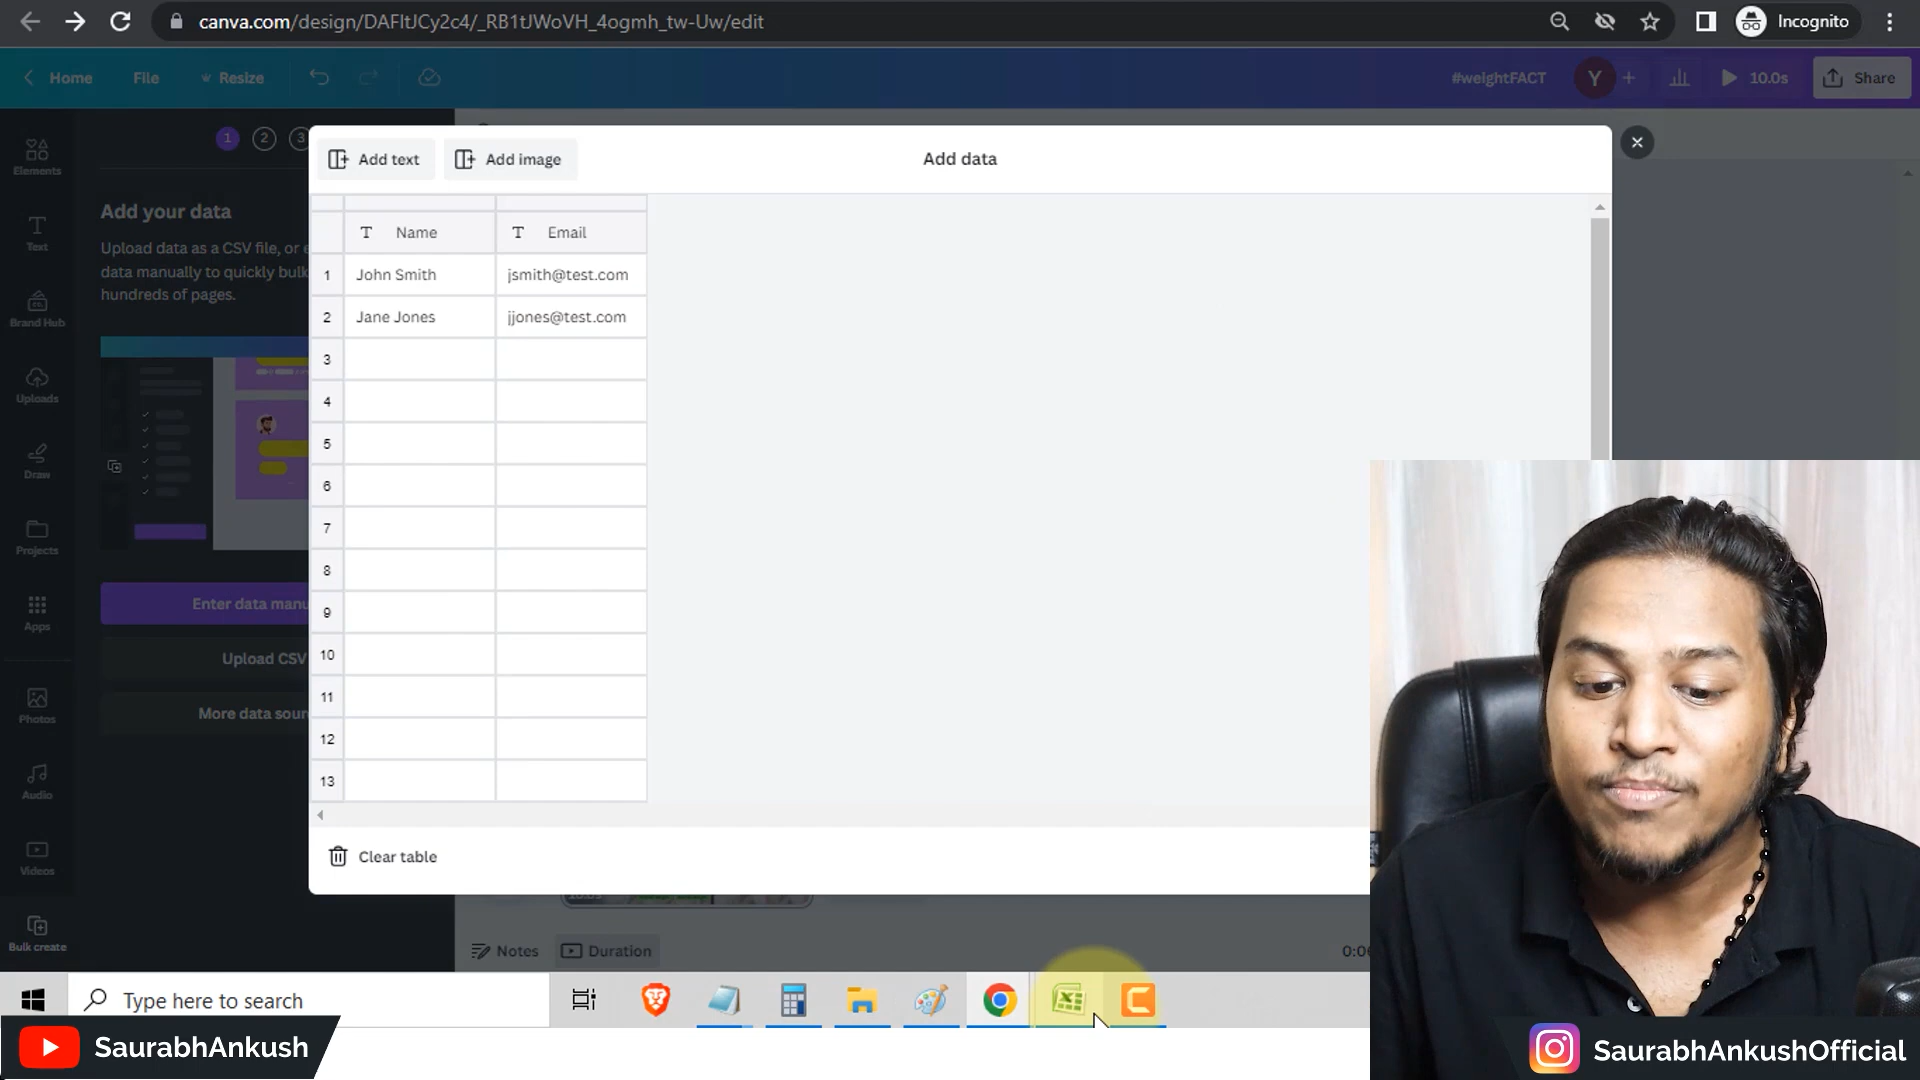 canva.com/design/DAFltJCy2c4/_RB1tJWoVH_4ogmh_tw-Uw/edit
Incognito
Home
File
Resize
#weightFACT
Y
10.0s
Share
1
2
3
Add text
Add image
Add data
Elements
Text
Brand Hub
Uploads
Draw
Projects
Apps
Photos
Audio
Videos
Bulk create
Add your data
Upload data as a CSV file, or e
data manually to quickly bulk
hundreds of pages.
Enter data manu
Upload CSV
More data sour
Name Email
1 John Smith jsmith@test.com
2 Jane Jones jjones@test.com
3
4
5
6
7
8
9
10
11
12
13
Clear table
Notes
Duration
Type here to search
SaurabhAnkush
SaurabhAnkushOfficial